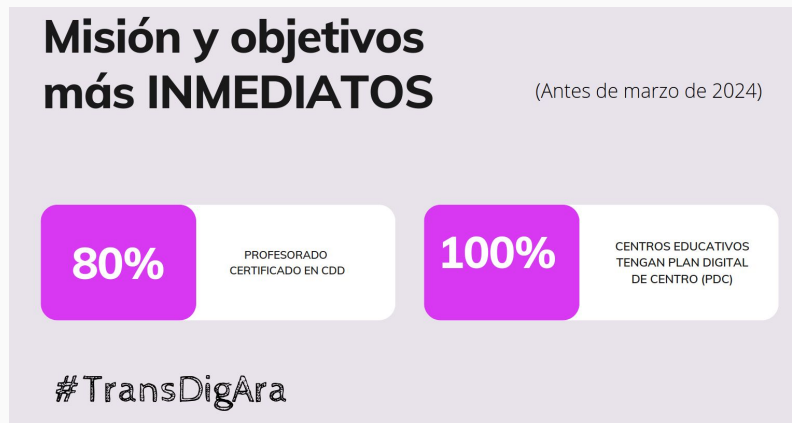 Misión y objetivos
más INMEDIATOS
(Antes de marzo de 2024)
80%
PROFESORADO
CERTIFICADO EN CDD
100%
CENTROS EDUCATIVOS
TENGAN PLAN DIGITAL
DE CENTRO (PDC)
#TransDigAra